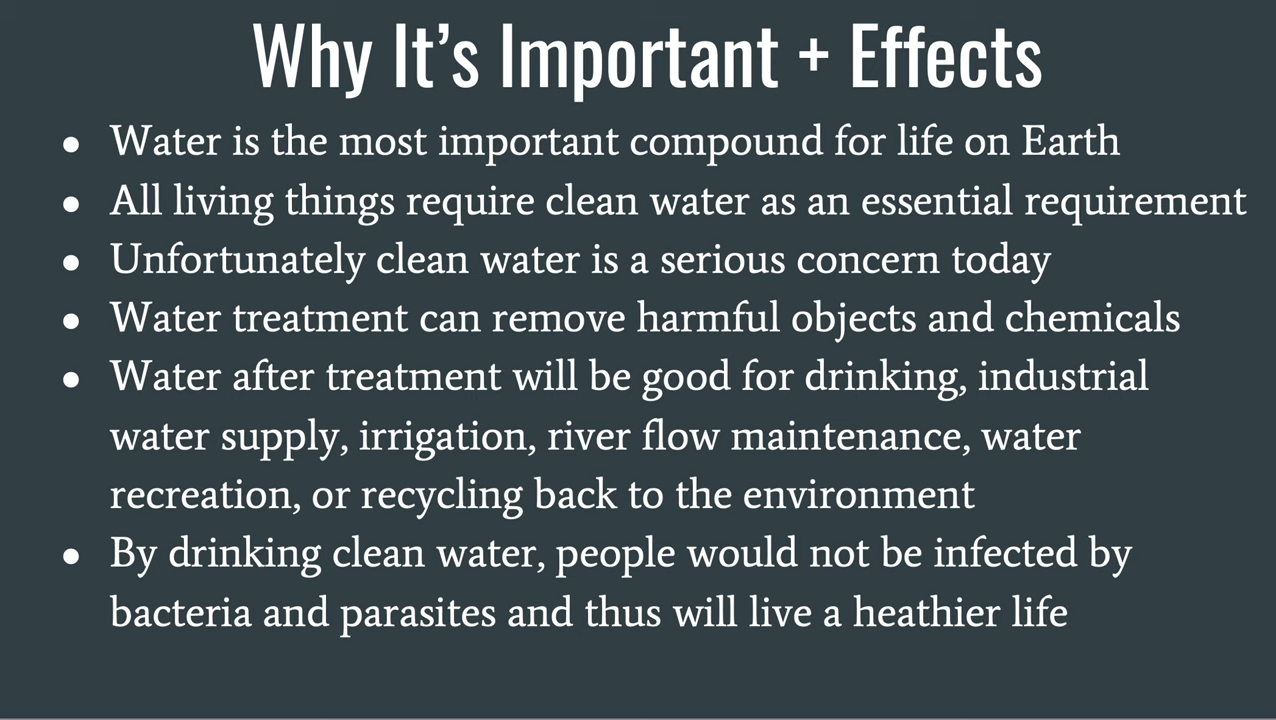 Why It’s Important + Effects
● Water is the most important compound for life on Earth
● All living things require clean water as an essential requirement
● Unfortunately clean water is a serious concern today
● Water treatment can remove harmful objects and chemicals
● Water after treatment will be good for drinking, industrial
water supply, irrigation, river flow maintenance, water
recreation, or recycling back to the environment
● By drinking clean water, people would not be infected by
bacteria and parasites and thus will live a heathier life